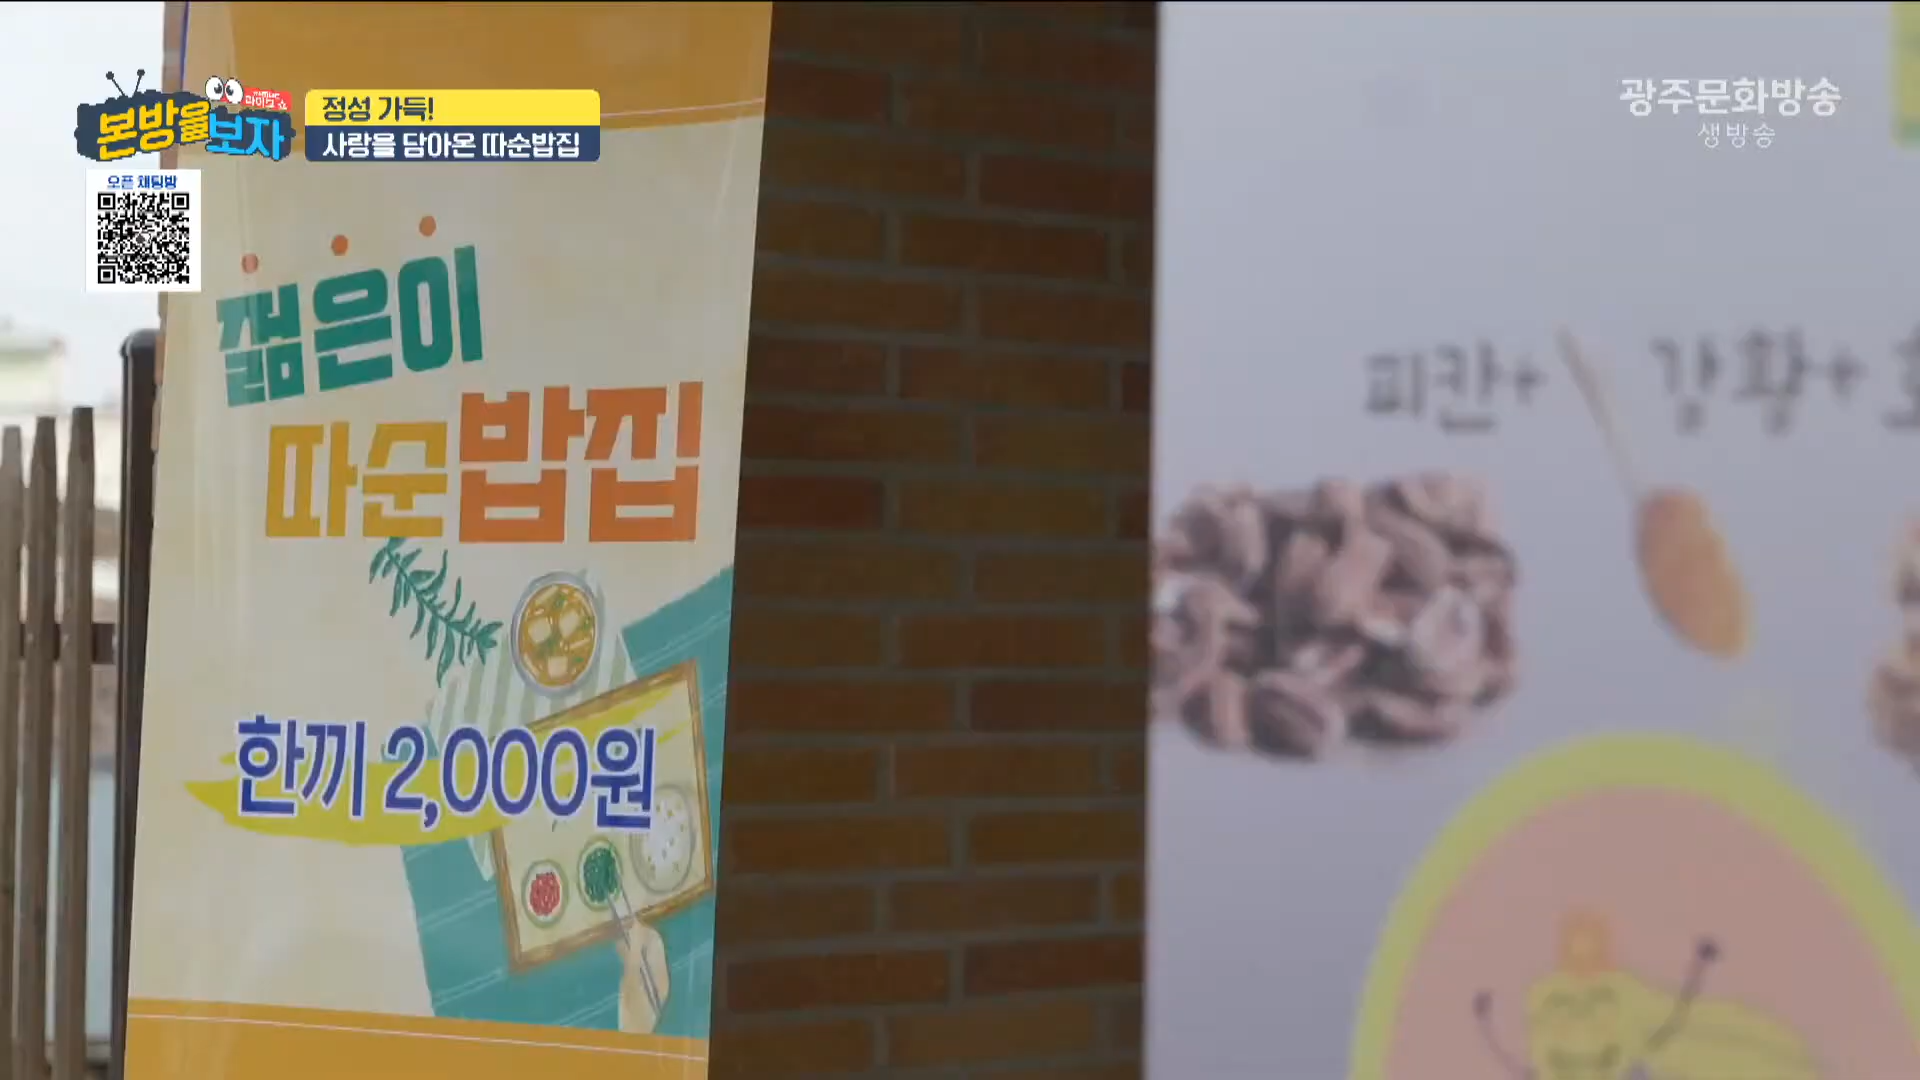 본방을
보자
정성 가득!
사랑을 담아온 따순밥집
광주문화방송
생방송
오픈 채팅방
젊은이
따순밥집
한끼 2,000원
피칸+ 강황+